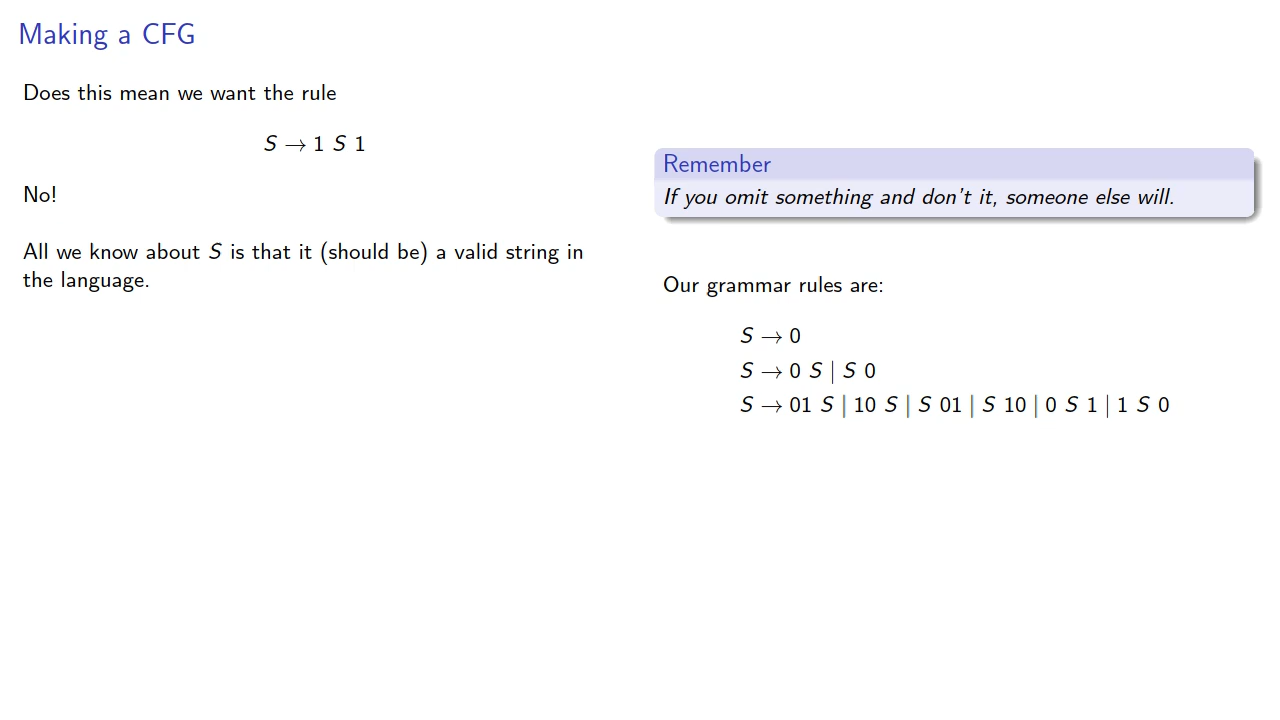 Making a CFG
Does this mean we want the rule
S → 1 S 1
No!
All we know about S is that it (should be) a valid string in
the language.
Remember
If you omit something and don't it, someone else will.
Our grammar rules are:
S → 0
S → 0 S | S 0
S → 01 S | 10 S | S 01 | S 10 | 0 S 1 | 1 S 0